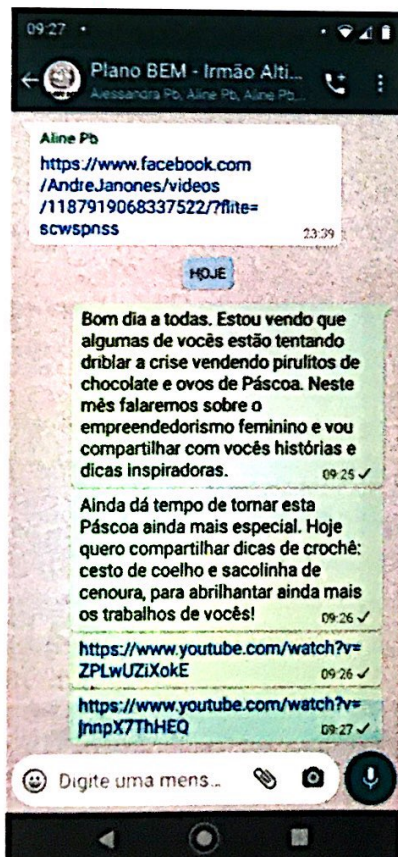 09:27
Plano BEM - Irmão Alti...
Alessandra Pb, Aline Pb, Aline Pb,...
Aline Pb
https://www.facebook.com
/AndreJanones/videos
/1187919068337522/?flite=
scwspnss
23:39
HOJE
Bom dia a todas. Estou vendo que
algumas de vocês estão tentando
driblar a crise vendendo pirulitos de
chocolate e ovos de Páscoa. Neste
mês falaremos sobre o
empreendedorismo feminino e vou
compartilhar com vocês histórias e
dicas inspiradoras.
09:25
Ainda dá tempo de tornar esta
Páscoa ainda mais especial. Hoje
quero compartilhar dicas de crochê:
cesto de coelho e sacolinha de
cenoura, para abrilhantar ainda mais
os trabalhos de vocês!
09:26
https://www.youtube.com/watch?v=
ZPLwUZiXokE
09:26
https://www.youtube.com/watch?v=
jnnpX7ThHEQ
09:27
Digite uma mens...